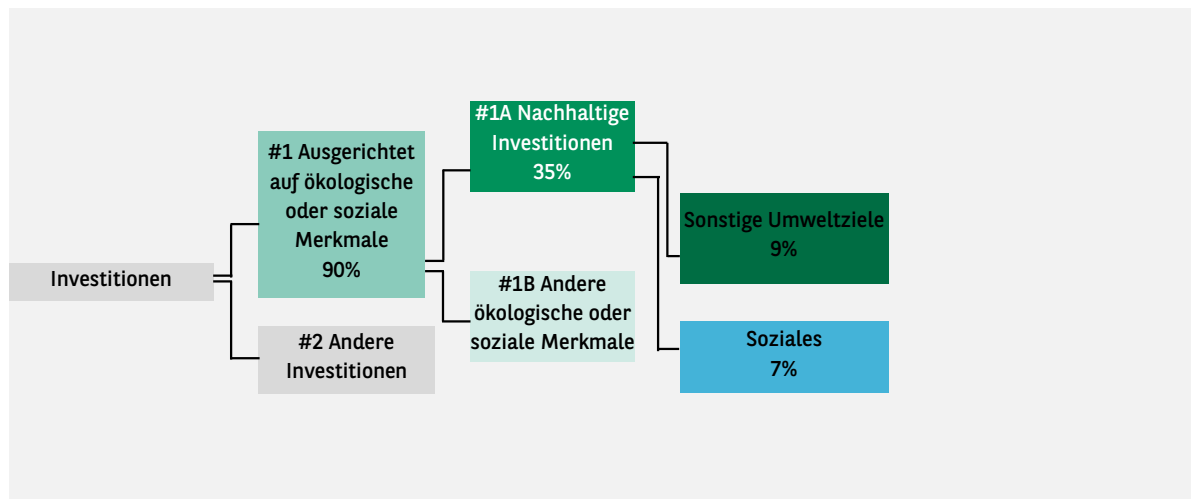 Investitionen
#1 Ausgerichtet
auf ökologische
oder soziale
Merkmale
90%
#2 Andere
Investitionen
#1A Nachhaltige
Investitionen
35%
#1B Andere
ökologische oder
soziale Merkmale
Sonstige Umweltziele
9%
Soziales
7%